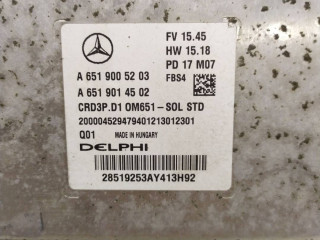 FV 15.45
HW 15.18
PD 17 M07
FBS4
A 651 900 52 03
A 651 901 45 02
CRD3P.D1 OM651-SOL STD
200004529479401213012301
Q01 MADE IN HUNGARY
DELPHI
28519253AY413H92